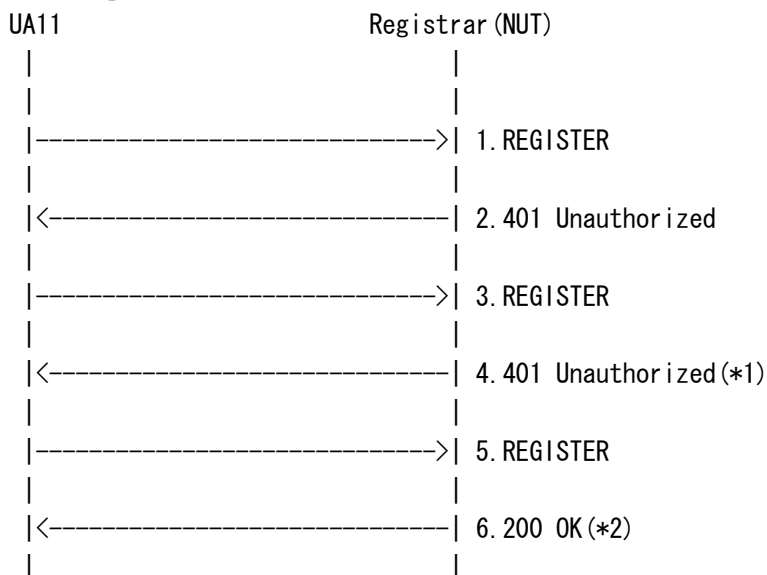 UA11 Registrar(NUT)
1.REGISTER
2.401 Unauthorized
3.REGISTER
4.401 Unauthorized(*1)
5.REGISTER
6.200 OK(*2)